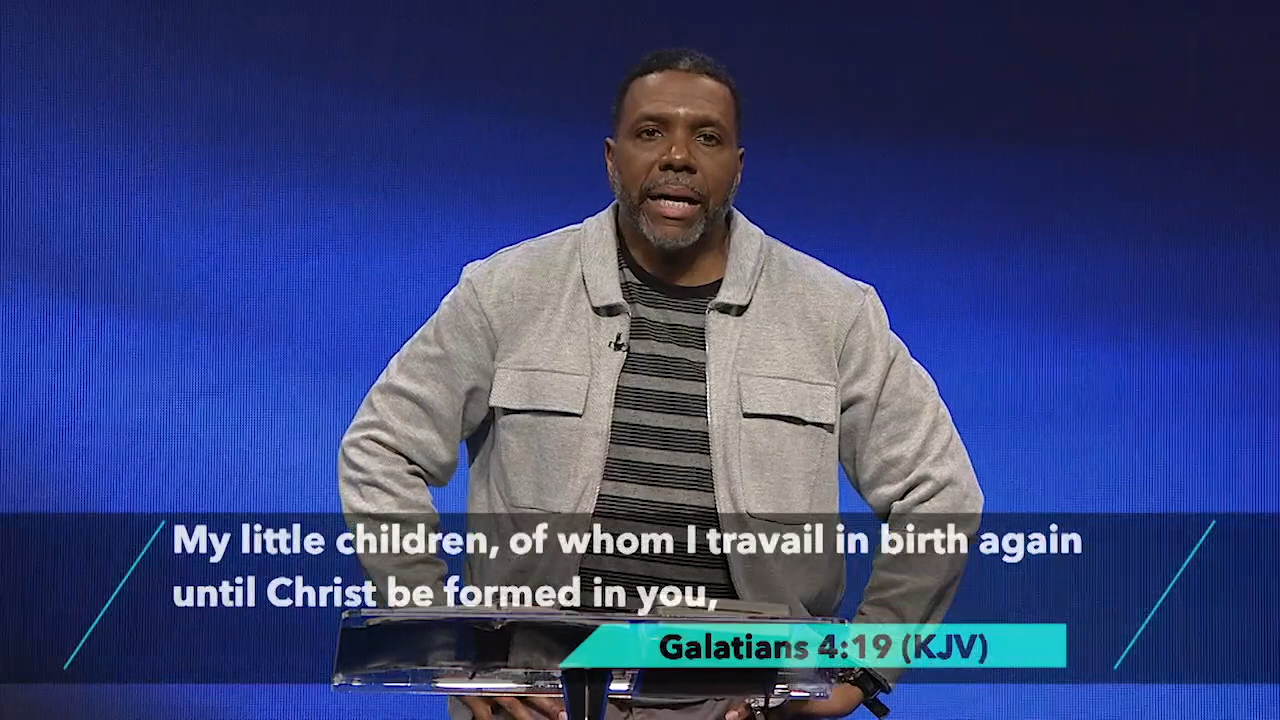 My little children, of whom I travail in birth again
until Christ be formed in you,
Galatians 4:19 (KJV)